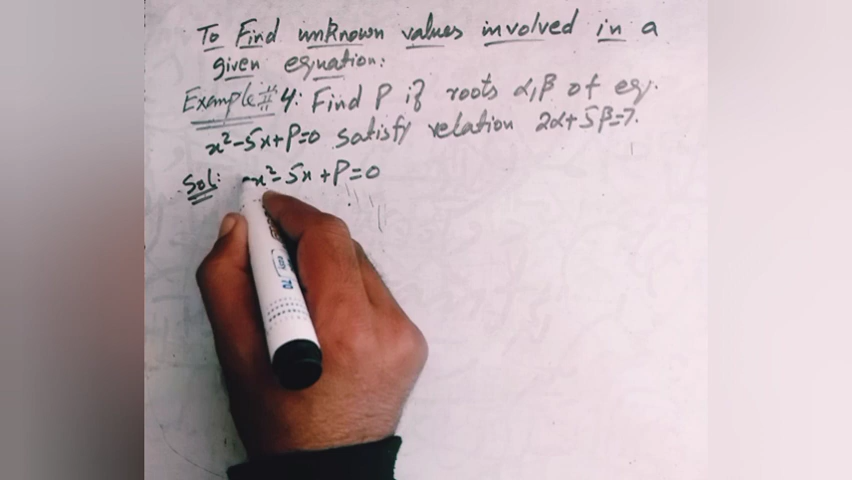 To Find unknown values involved in a
given equation:
Example # 4: Find P if roots α, β of eq.
x²-5x+P=0 satisfy relation 2α+5β=7.
Sol: x²-5x+P=0
70